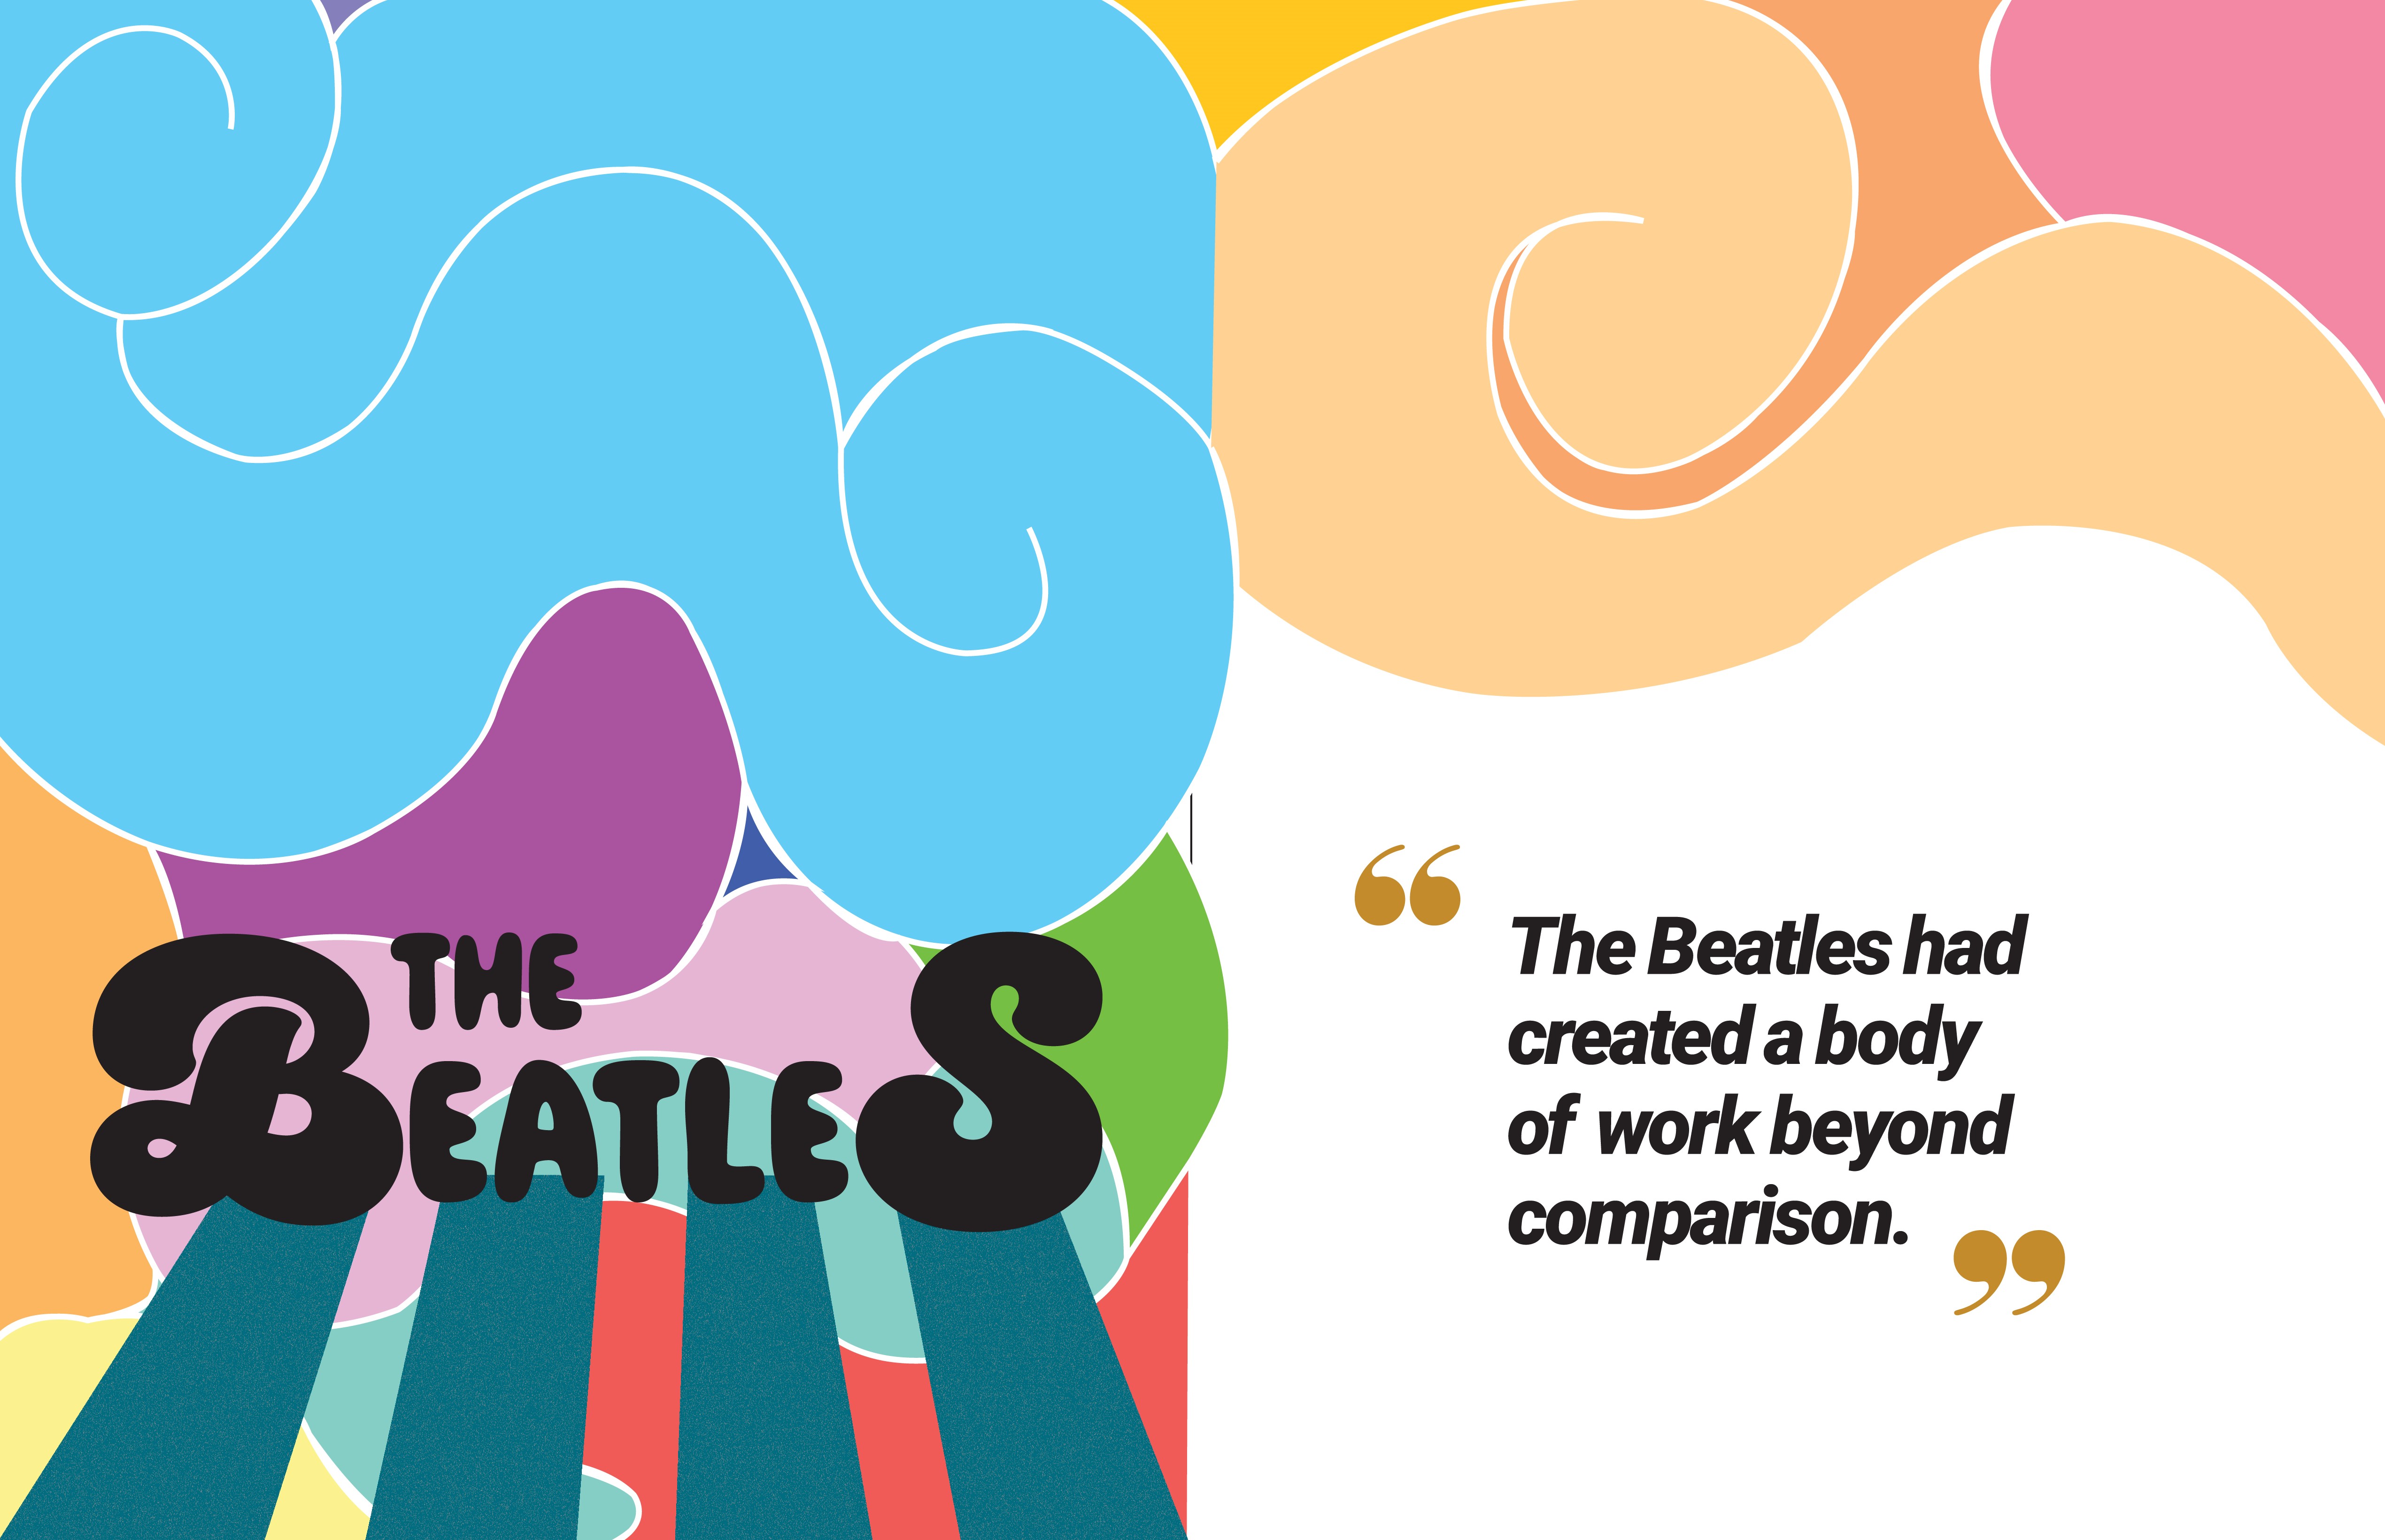 THE
BEATLES
“The Beatles had
created a body
of work beyond
comparison.”